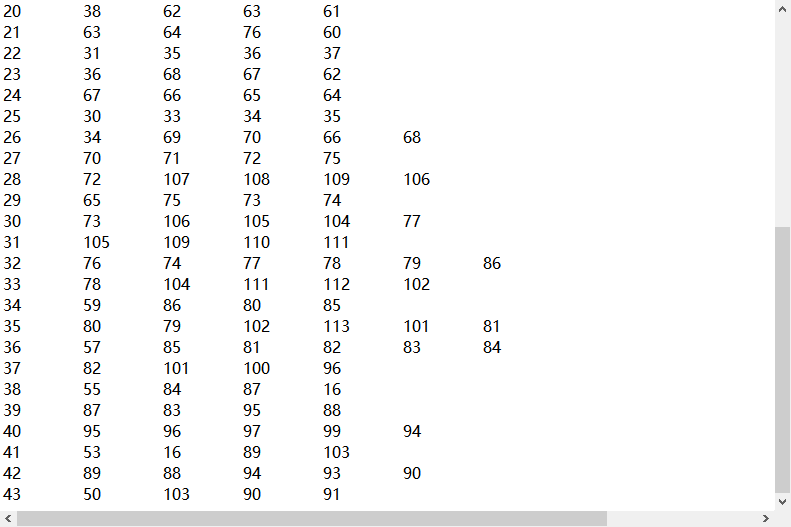 20 38 62 63 61
21 63 64 76 60
22 31 35 36 37
23 36 68 67 62
24 67 66 65 64
25 30 33 34 35
26 34 69 70 66 68
27 70 71 72 75
28 72 107 108 109 106
29 65 75 73 74
30 73 106 105 104 77
31 105 109 110 111
32 76 74 77 78 79 86
33 78 104 111 112 102
34 59 86 80 85
35 80 79 102 113 101 81
36 57 85 81 82 83 84
37 82 101 100 96
38 55 84 87 16
39 87 83 95 88
40 95 96 97 99 94
41 53 16 89 103
42 89 88 94 93 90
43 50 103 90 91